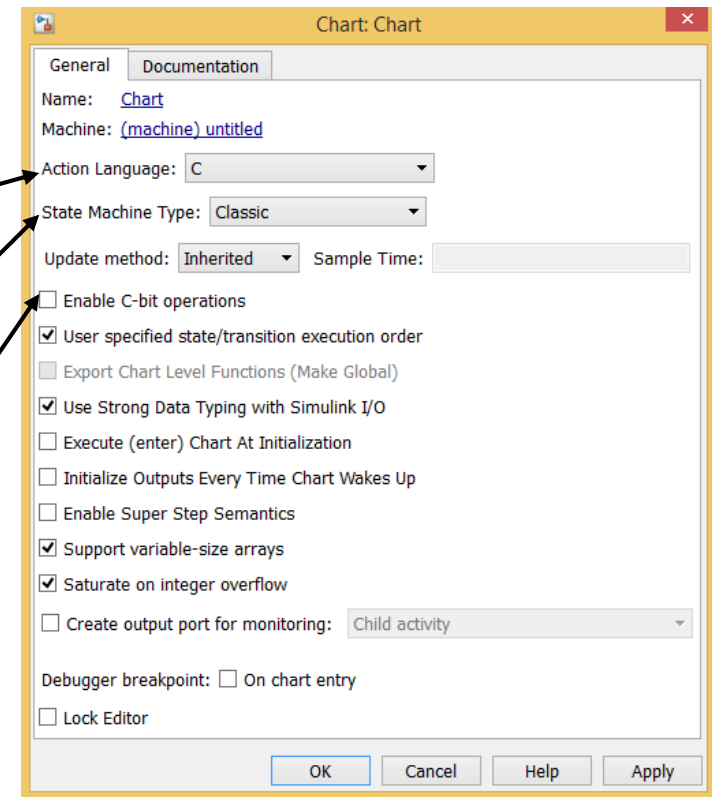 Chart: Chart
General Documentation
Name: Chart
Machine: (machine) untitled
Action Language: C
State Machine Type: Classic
Update method: Inherited Sample Time:
Enable C-bit operations
User specified state/transition execution order
Export Chart Level Functions (Make Global)
Use Strong Data Typing with Simulink I/O
Execute (enter) Chart At Initialization
Initialize Outputs Every Time Chart Wakes Up
Enable Super Step Semantics
Support variable-size arrays
Saturate on integer overflow
Create output port for monitoring: Child activity
Debugger breakpoint: On chart entry
Lock Editor
OK Cancel Help Apply